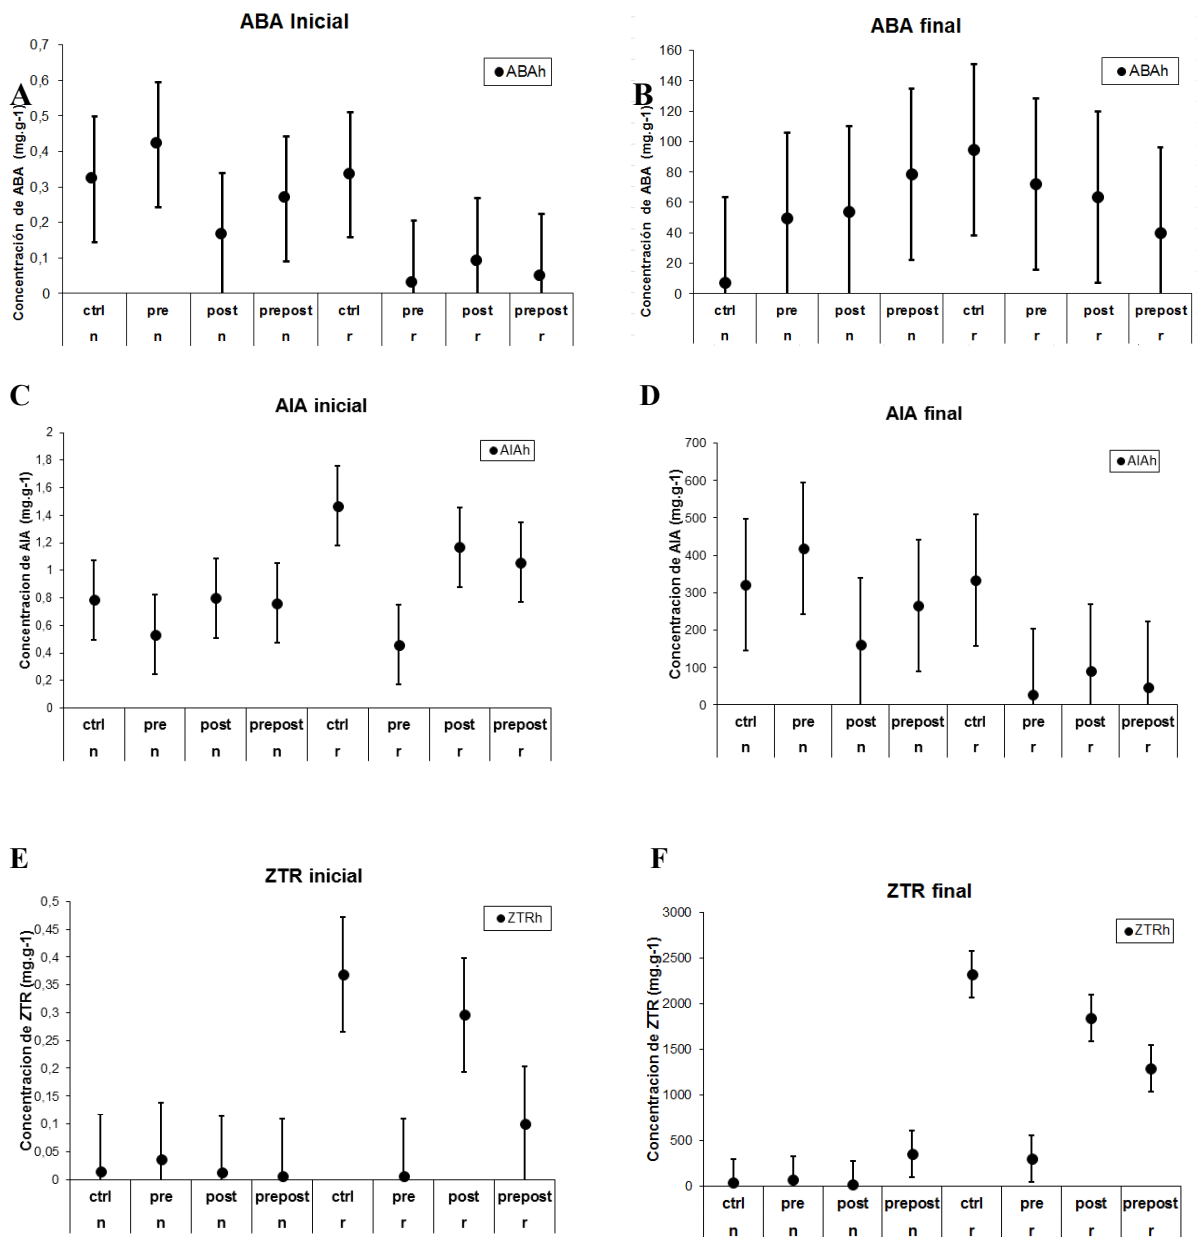 A
ABA Inicial
Concentración de ABA (mg.g-1)
0,7
0,6
0,5
0,4
0,3
0,2
0,1
0
ABAh
ctrl pre post prepost ctrl pre post prepost
n n n n r r r r
B
ABA final
Concentración de ABA (mg.g-1)
160
140
120
100
80
60
40
20
0
ABAh
ctrl pre post prepost ctrl pre post prepost
n n n n r r r r
C
AIA inicial
Concentracion de AIA (mg.g-1)
2
1,8
1,6
1,4
1,2
1
0,8
0,6
0,4
0,2
0
AIAh
ctrl pre post prepost ctrl pre post prepost
n n n n r r r r
D
AIA final
Concentracion de AIA (mg.g-1)
700
600
500
400
300
200
100
0
AIAh
ctrl pre post prepost ctrl pre post prepost
n n n n r r r r
E
ZTR inicial
Concentracion de ZTR (mg.g-1)
0,5
0,45
0,4
0,35
0,3
0,25
0,2
0,15
0,1
0,05
0
ZTRh
ctrl pre post prepost ctrl pre post prepost
n n n n r r r r
F
ZTR final
Concentracion de ZTR (mg.g-1)
3000
2500
2000
1500
1000
500
0
ZTRh
ctrl pre post prepost ctrl pre post prepost
n n n n r r r r